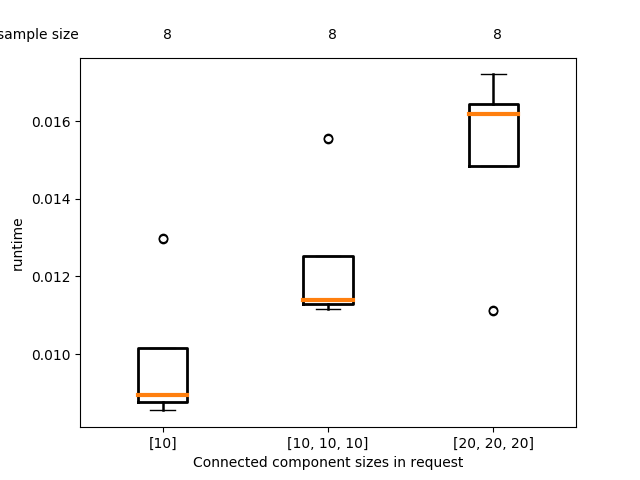 sample size 8 8 8
0.016
0.014
0.012
0.010
runtime
[10] [10, 10, 10] [20, 20, 20]
Connected component sizes in request